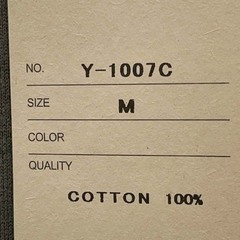 NO. Y-1007C
SIZE M
COLOR
QUALITY
COTTON 100%